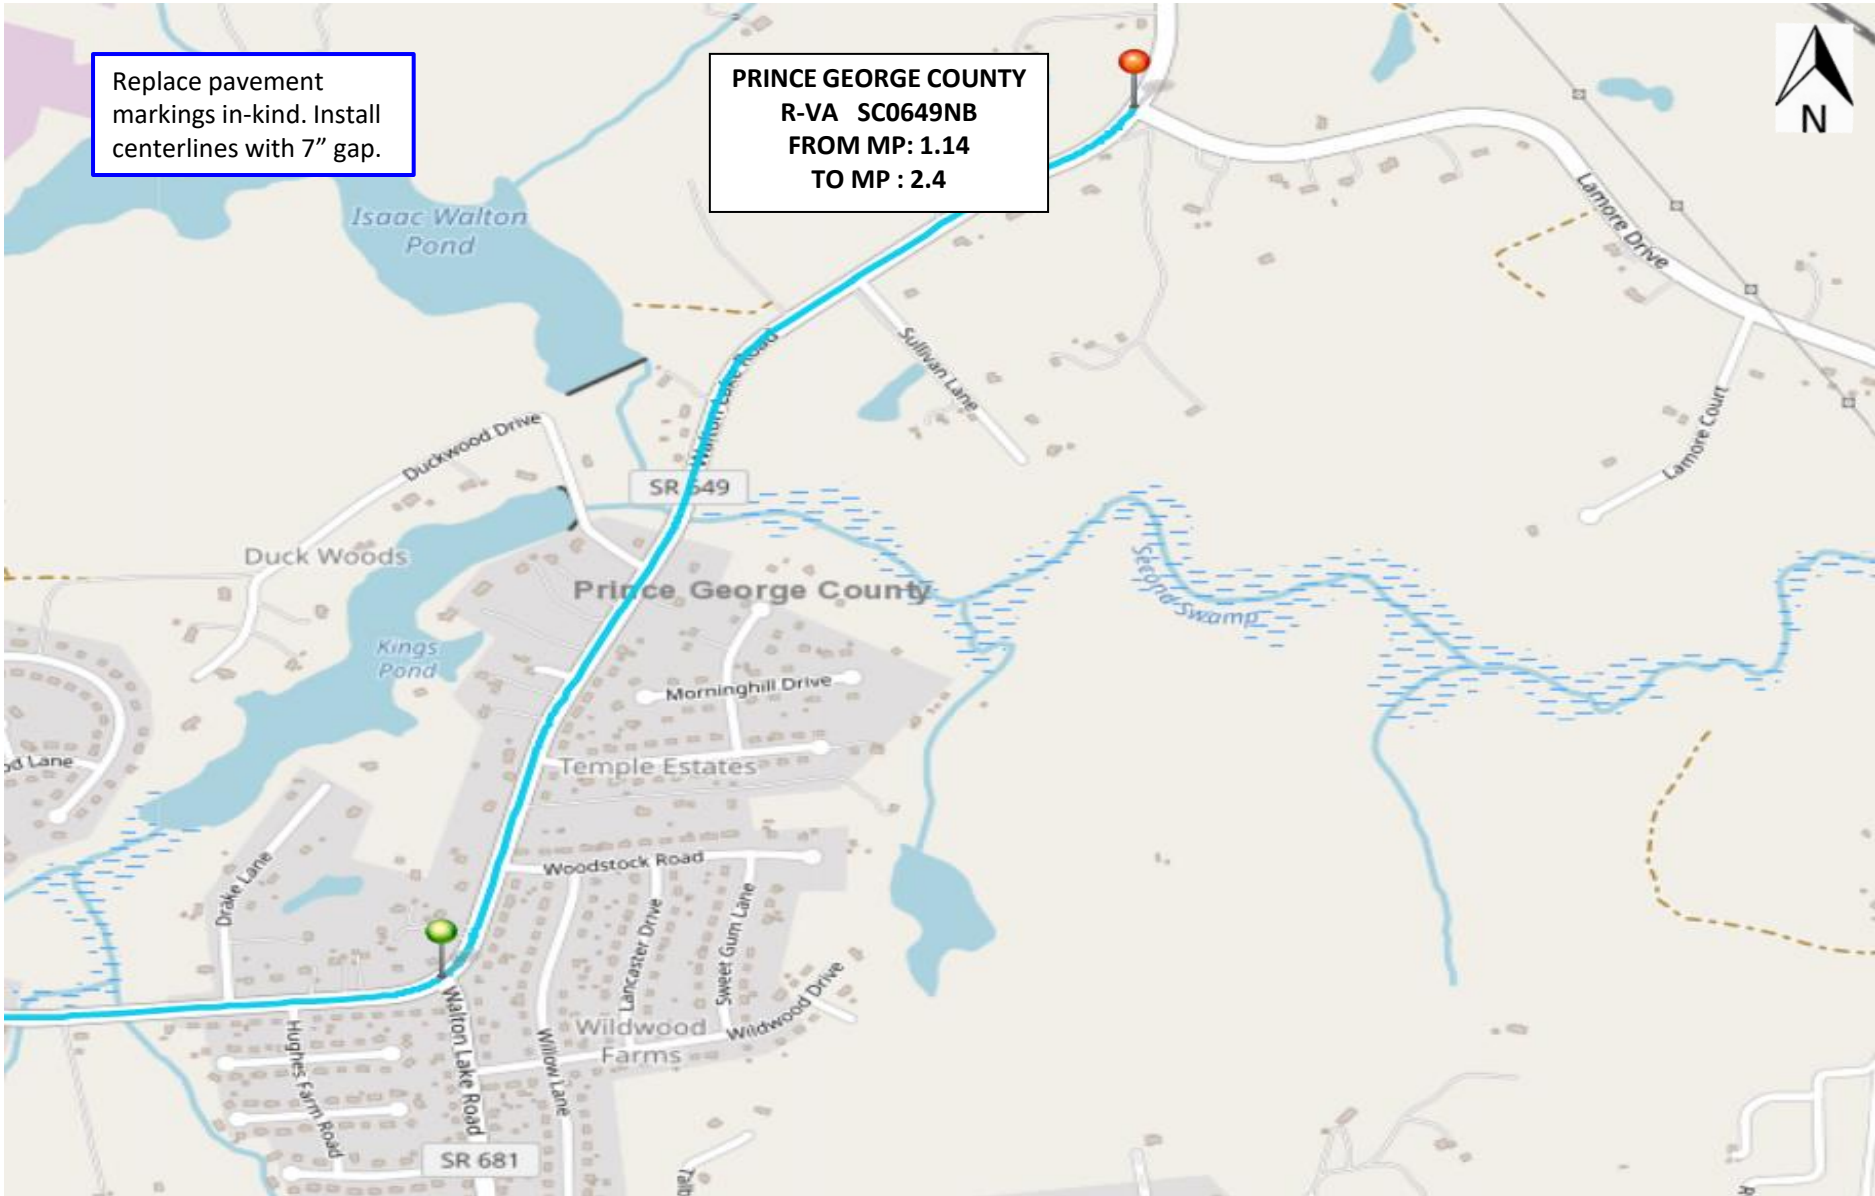 Replace pavement
markings in-kind. Install
centerlines with 7” gap.
PRINCE GEORGE COUNTY
R-VA SC0649NB
FROM MP: 1.14
TO MP : 2.4
N
Isaac Walton
Pond
Lamore Drive
Sullivan Lane
Walton Lake Road
Lamore Court
Duckwood Drive
SR 649
Duck Woods
Second Swamp
Prince George County
Kings
Pond
Morninghill Drive
Lane
Temple Estates
Woodstock Road
Drake Lane
Lancaster Drive
Sweet Gum Lane
Wildwood Drive
Wildwood
Farms
Walton Lake Road
Willow Lane
Hughes Farm Road
SR 681